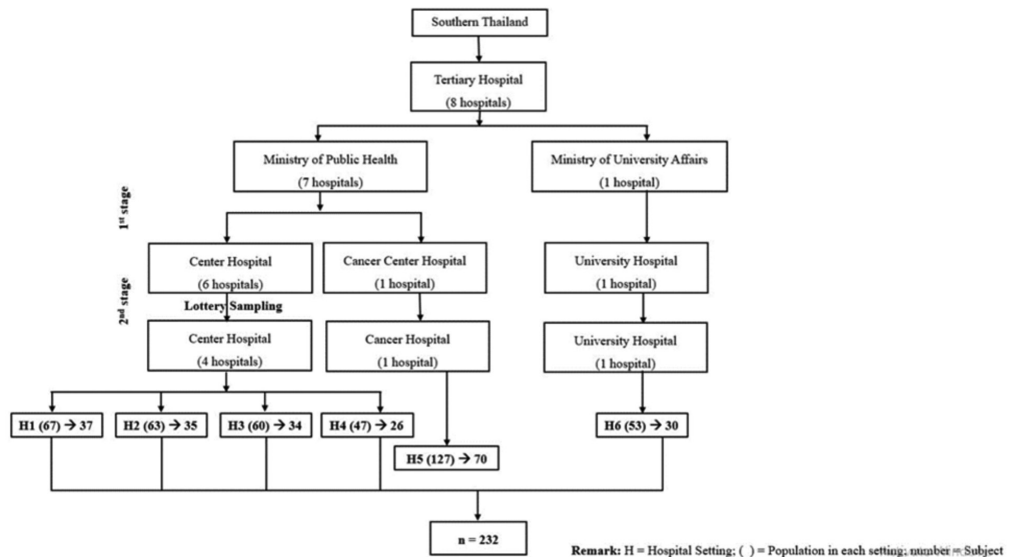 Southern Thailand
Tertiary Hospital
(8 hospitals)
Ministry of Public Health
(7 hospitals)
Ministry of University Affairs
(1 hospital)
1st stage
Center Hospital
(6 hospitals)
Cancer Center Hospital
(1 hospital)
University Hospital
(1 hospital)
2nd stage
Lottery Sampling
Center Hospital
(4 hospitals)
Cancer Hospital
(1 hospital)
University Hospital
(1 hospital)
H1 (67) → 37
H2 (63) → 35
H3 (60) → 34
H4 (47) → 26
H6 (53) → 30
H5 (127) → 70
n = 232
Remark: H = Hospital Setting; ( ) = Population in each setting; number = Subject